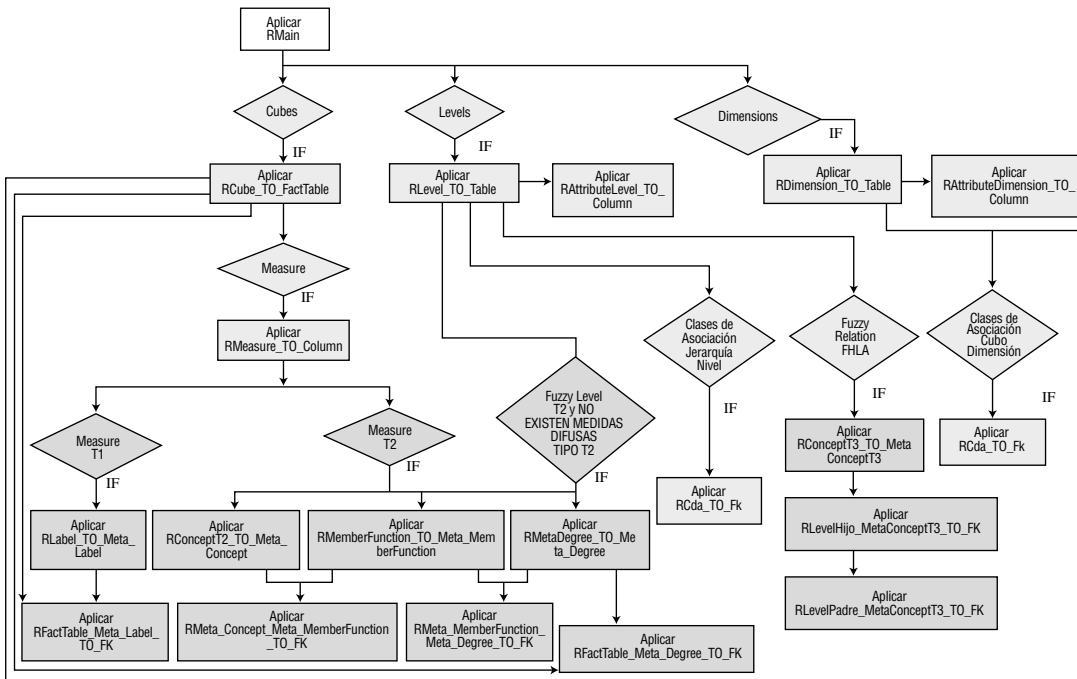 Aplicar
RMain
Cubes
Levels
Dimensions
IF
IF
IF
Aplicar
RCube_TO_FactTable
Aplicar
RLevel_TO_Table
Aplicar
RAttributeLevel_TO_
Column
Aplicar
RDimension_TO_Table
Aplicar
RAttributeDimension_TO_
Column
Measure
IF
Aplicar
RMeasure_TO_Column
Clases de
Asociación
Jerarquía
Nivel
IF
Fuzzy
Relation
FHLA
IF
Clases de
Asociación
Cubo
Dimensión
IF
Measure
T1
IF
Measure
T2
IF
Fuzzy Level
T2 y NO
EXISTEN MEDIDAS
DIFUSAS
TIPO T2
IF
Aplicar
RConceptT3_TO_Meta
ConceptT3
Aplicar
RCda_TO_Fk
Aplicar
RCda_TO_Fk
Aplicar
RLabel_TO_Meta_
Label
Aplicar
RConceptT2_TO_Meta_
Concept
Aplicar
RMemberFunction_TO_Meta_Mem
berFunction
Aplicar
RMetaDegree_TO_Me
ta_Degree
Aplicar
RLevelHijo_MetaConceptT3_TO_FK
Aplicar
RLevelPadre_MetaConceptT3_TO_FK
Aplicar
RFactTable_Meta_Label_
TO_FK
Aplicar
RMeta_Concept_Meta_MemberFunction
_TO_FK
Aplicar
RMeta_MemberFunction_
Meta_Degree_TO_FK
Aplicar
RFactTable_Meta_Degree_TO_FK